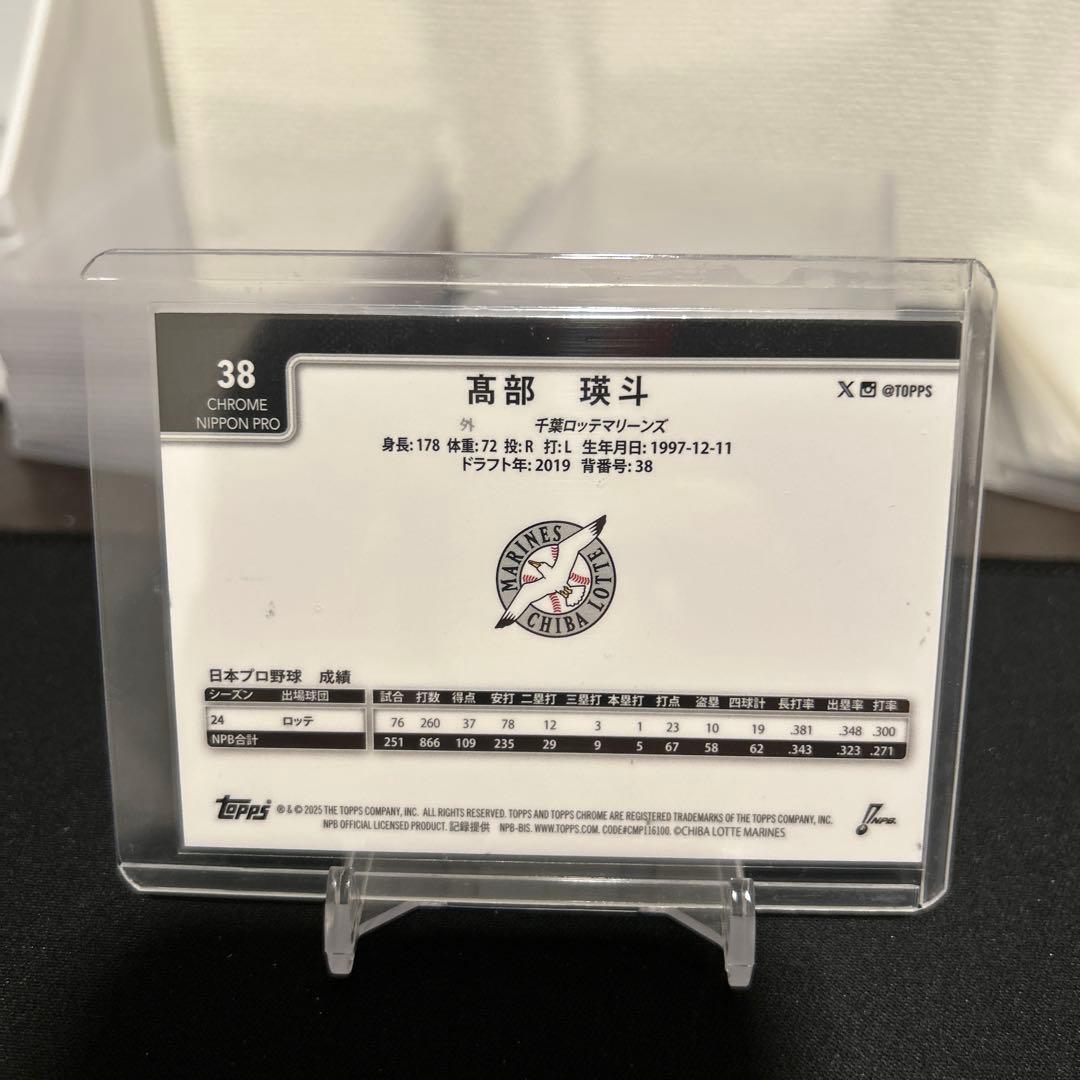 38
CHROME
NIPPON PRO
髙部 瑛斗
X @TOPPS
外 千葉ロッテマリーンズ
身長: 178 体重: 72 投: R 打: L 生年月日: 1997-12-11
ドラフト年: 2019 背番号: 38
MARINES
CHIBA LOTTE
日本プロ野球 成績
シーズン 出場球団 試合 打数 得点 安打 二塁打 三塁打 本塁打 打点 盗塁 四球計 長打率 出塁率 打率
24 ロッテ 76 260 37 78 12 3 1 23 10 19 .381 .348 .300
NPB合計 251 866 109 235 29 9 5 67 58 62 .343 .323 .271
Topps ® & © 2025 THE TOPPS COMPANY, INC. ALL RIGHTS RESERVED. TOPPS AND TOPPS CHROME ARE REGISTERED TRADEMARKS OF THE TOPPS COMPANY, INC.
NPB OFFICIAL LICENSED PRODUCT. 記録提供 NPB-BIS. WWW.TOPPS.COM. CODE#CMP116100. ©CHIBA LOTTE MARINES
NPB